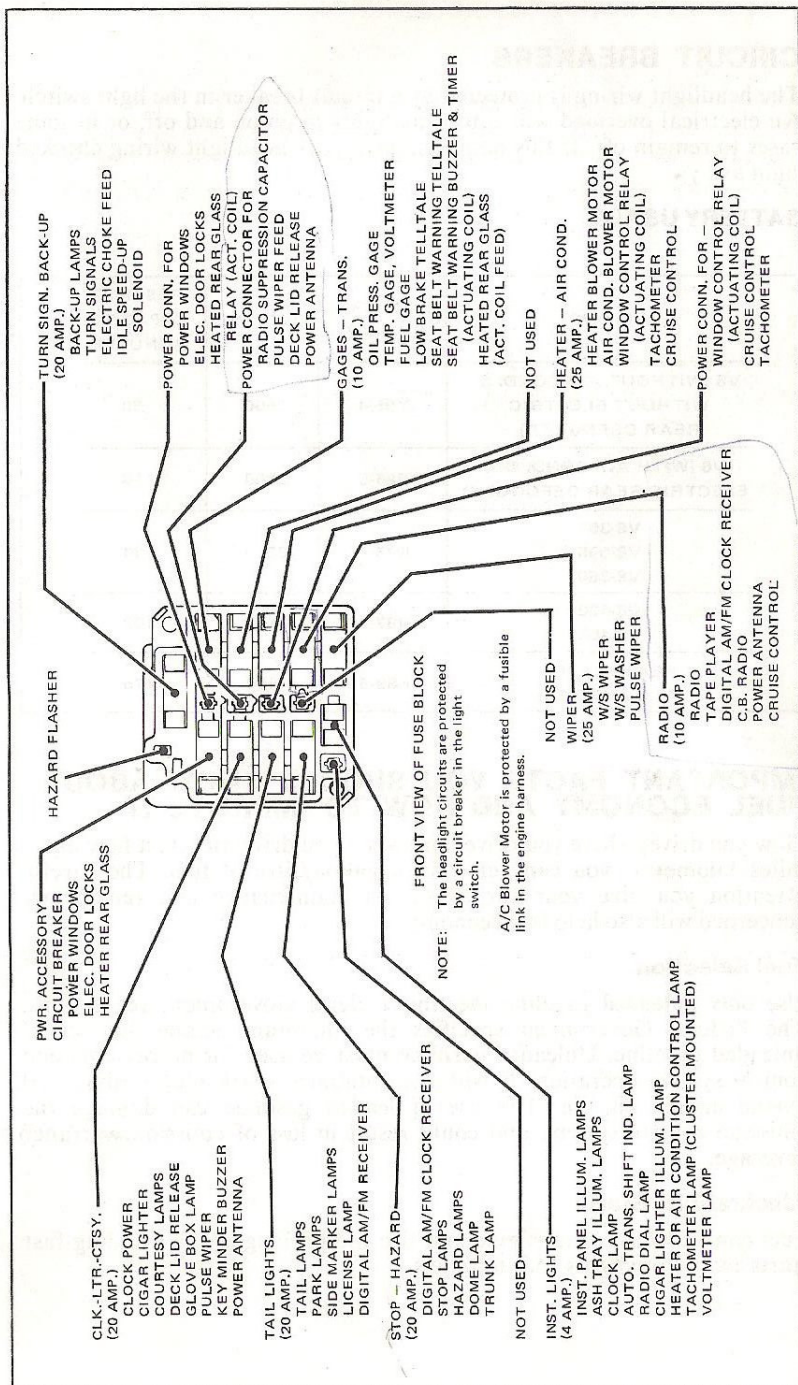 HAZARD FLASHER
PWR. ACCESSORY
CIRCUIT BREAKER
POWER WINDOWS
ELEC. DOOR LOCKS
HEATER REAR GLASS
CLK.-LTR.-CTSY.
(20 AMP.)
CLOCK POWER
CIGAR LIGHTER
COURTESY LAMPS
DECK LID RELEASE
GLOVE BOX LAMP
PULSE WIPER
KEY MINDER BUZZER
POWER ANTENNA
TAIL LIGHTS
(20 AMP.)
TAIL LAMPS
PARK LAMPS
SIDE MARKER LAMPS
LICENSE LAMP
DIGITAL AM/FM RECEIVER
STOP – HAZARD
(20 AMP.)
DIGITAL AM/FM CLOCK RECEIVER
STOP LAMPS
HAZARD LAMPS
DOME LAMP
TRUNK LAMP
NOT USED
INST. LIGHTS
(4 AMP.)
INST. PANEL ILLUM. LAMPS
ASH TRAY ILLUM. LAMPS
CLOCK LAMP
AUTO. TRANS. SHIFT IND. LAMP
RADIO DIAL LAMP
CIGAR LIGHTER ILLUM. LAMP
HEATER OR AIR CONDITION CONTROL LAMP
TACHOMETER LAMP (CLUSTER MOUNTED)
VOLTMETER LAMP
TURN SIGN. BACK-UP
(20 AMP.)
BACK-UP LAMPS
TURN SIGNALS
ELECTRIC CHOKE FEED
IDLE SPEED-UP
SOLENOID
POWER CONN. FOR
POWER WINDOWS
ELEC. DOOR LOCKS
HEATED REAR GLASS
RELAY (ACT. COIL)
POWER CONNECTOR FOR
RADIO SUPPRESSION CAPACITOR
PULSE WIPER FEED
DECK LID RELEASE
POWER ANTENNA
GAGES – TRANS.
(10 AMP.)
OIL PRESS. GAGE
TEMP. GAGE, VOLTMETER
FUEL GAGE
LOW BRAKE TELLTALE
SEAT BELT WARNING TELLTALE
SEAT BELT WARNING BUZZER & TIMER
(ACTUATING COIL)
HEATED REAR GLASS
(ACT. COIL FEED)
NOT USED
HEATER – AIR COND.
(25 AMP.)
HEATER BLOWER MOTOR
AIR COND. BLOWER MOTOR
WINDOW CONTROL RELAY
(ACTUATING COIL)
TACHOMETER
CRUISE CONTROL
POWER CONN. FOR –
WINDOW CONTROL RELAY
(ACTUATING COIL)
CRUISE CONTROL
TACHOMETER
FRONT VIEW OF FUSE BLOCK
NOTE: The headlight circuits are protected
by a circuit breaker in the light
switch.
A/C Blower Motor is protected by a fusible
link in the engine harness.
NOT USED
WIPER.
(25 AMP.)
W/S WIPER
W/S WASHER
PULSE WIPER
RADIO
(10 AMP.)
RADIO
TAPE PLAYER
DIGITAL AM/FM CLOCK RECEIVER
C.B. RADIO
POWER ANTENNA
CRUISE CONTROL